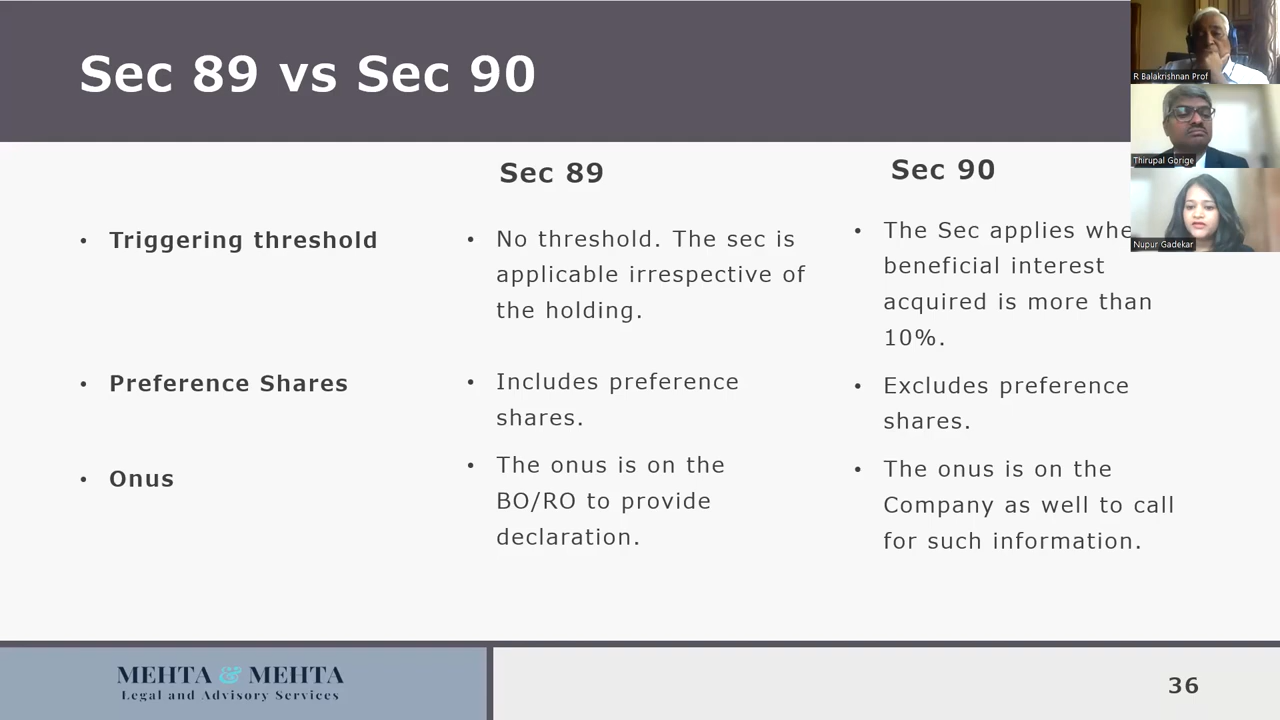 Sec 89 vs Sec 90
Sec 89
Sec 90
• Triggering threshold
• No threshold. The sec is
applicable irrespective of
the holding.
• The Sec applies
beneficial interest
acquired is more than
10%.
• Preference Shares
• Includes preference
shares.
• Excludes preference
shares.
• Onus
• The onus is on the
BO/RO to provide
declaration.
• The onus is on the
Company as well to call
for such information.
MEHTA & MEHTA
Legal and Advisory Services
36
R Balakrishnan Prof
Thirupal Gorige
Nupur Gadekar